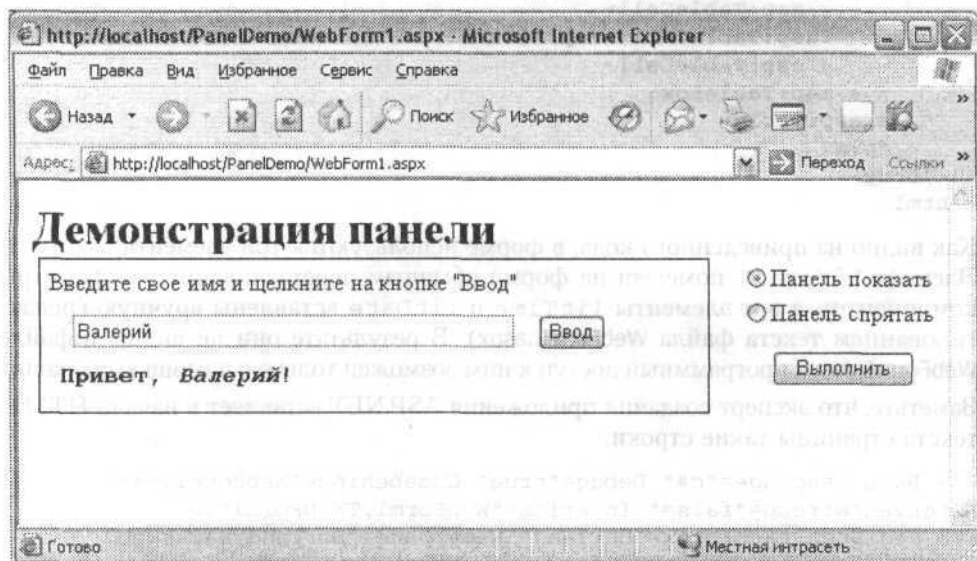 http://localhost/PanelDemo/WebForm1.aspx - Microsoft Internet Explorer
Файл Правка Вид Избранное Сервис Справка
Назад Поиск Избранное »
Адрес: http://localhost/PanelDemo/WebForm1.aspx Переход Ссылки »
Демонстрация панели
Введите свое имя и щелкните на кнопке "Ввод"
Панель показать
Валерий Ввод
Панель спрятать
Привет, Валерий!
Выполнить
Готово Местная интрасеть